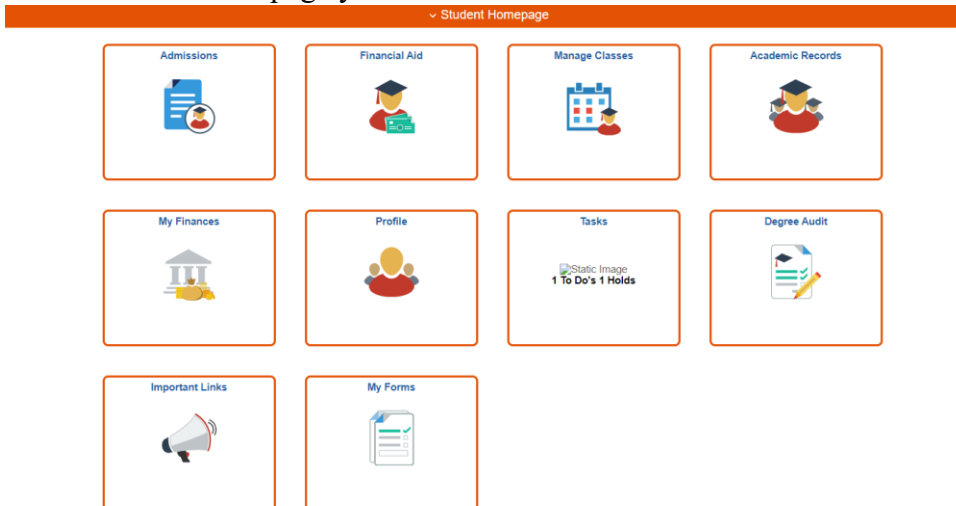 Student Homepage
Admissions
Financial Aid
Manage Classes
Academic Records
My Finances
Profile
Tasks
Degree Audit
Static Image
1 To Do's 1 Holds
Important Links
My Forms